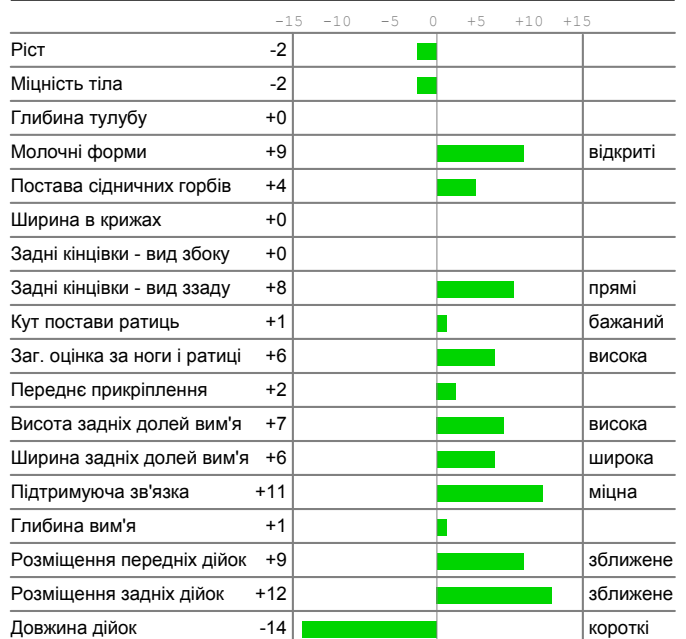 -15 -10 -5 0 +5 +10 +15
Ріст -2
Міцність тіла -2
Глибина тулубу +0
Молочні форми +9 відкриті
Постава сідничних горбів +4
Ширина в крижах +0
Задні кінцівки - вид збоку +0
Задні кінцівки - вид ззаду +8 прямі
Кут постави ратиць +1 бажаний
Заг. оцінка за ноги і ратиці +6 висока
Переднє прикріплення +2
Висота задніх долей вим'я +7 висока
Ширина задніх долей вим'я +6 широка
Підтримуюча зв'язка +11 міцна
Глибина вим'я +1
Розміщення передніх дійок +9 зближене
Розміщення задніх дійок +12 зближене
Довжина дійок -14 короткі